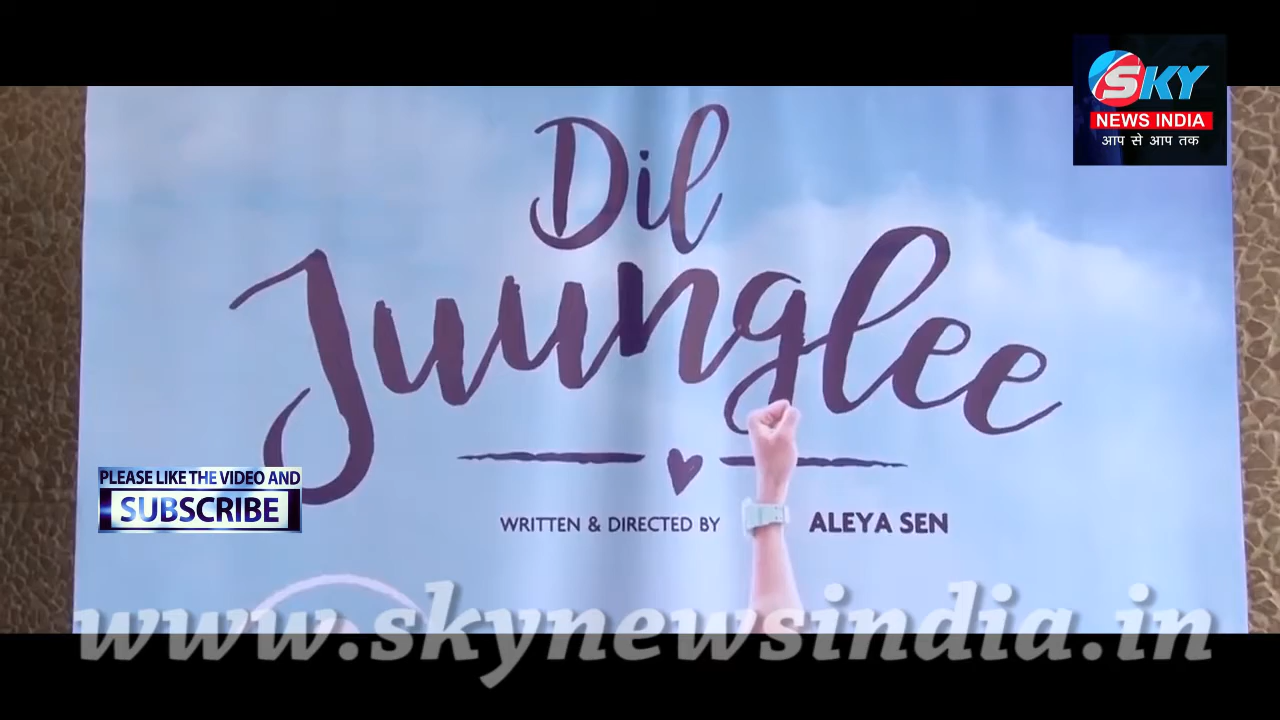 SKY
NEWS INDIA
आप से आप तक
Dil
Juunglee
PLEASE LIKE THE VIDEO AND
SUBSCRIBE
WRITTEN & DIRECTED BY ALEYA SEN
www.skynewsindia.in